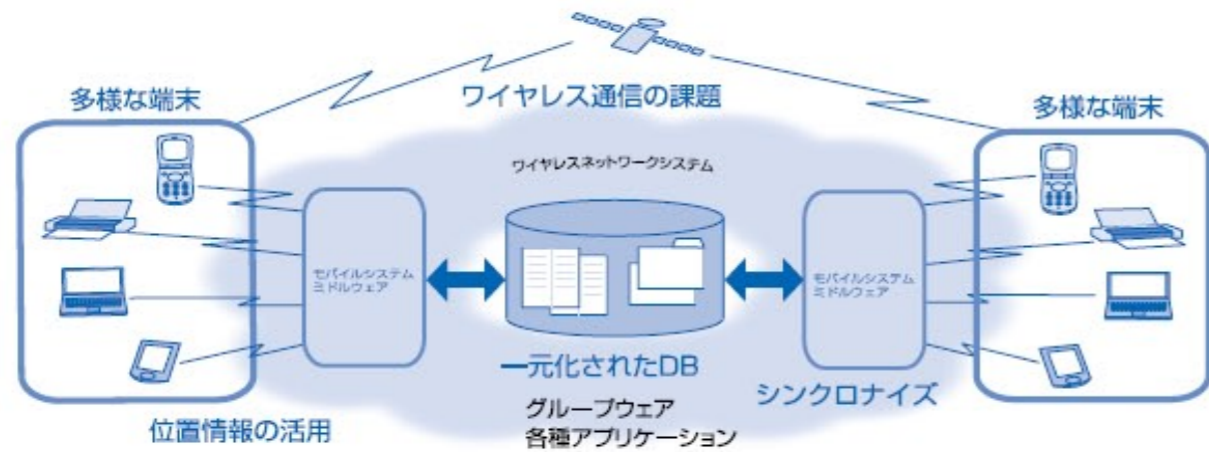 ワイヤレス通信の課題
多様な端末
多様な端末
ワイヤレスネットワークシステム
モバイルシステム
ミドルウェア
モバイルシステム
ミドルウェア
一元化されたDB
シンクロナイズ
グループウェア
各種アプリケーション
位置情報の活用